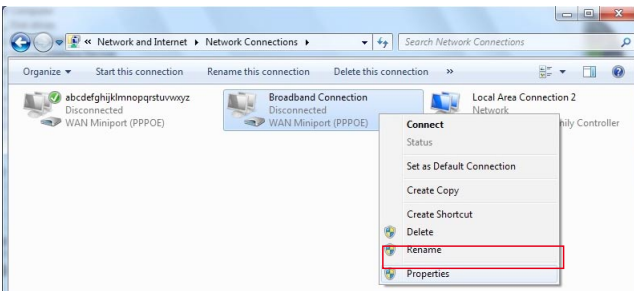 « Network and Internet ▸ Network Connections ▸ Search Network Connections
Organize ▾ Start this connection Rename this connection Delete this connection »
abcdefghijklmnopqrstuvwxyz
Disconnected
WAN Miniport (PPPOE)
Broadband Connection
Disconnected
WAN Miniport (PPPOE)
Local Area Connection 2
Network
hily Controller
Connect
Status
Set as Default Connection
Create Copy
Create Shortcut
Delete
Rename
Properties